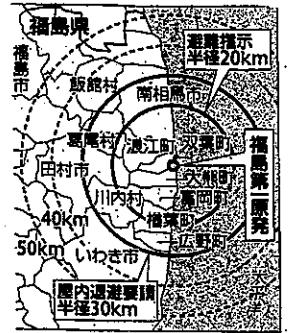 福島県
福島市
飯館村
避難指示
半径20km
南相馬市
葛尾村
浪江町
双葉町
田村市
大熊町
福島第一原発
川内村
富岡町
40km
楢葉町
50km
いわき市
広野町
屋内退避要請
半径30km